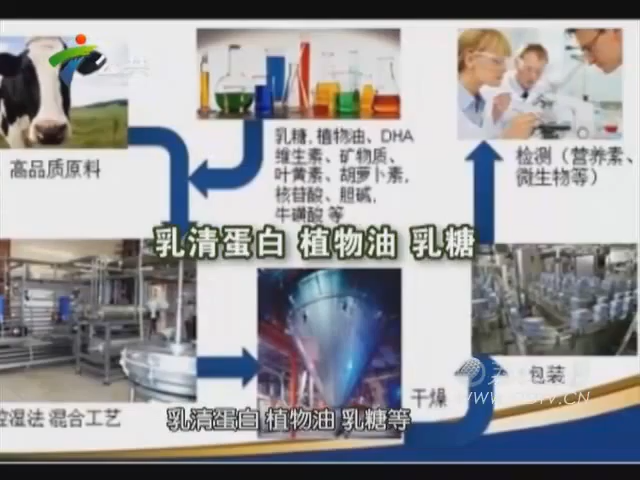 公共
高品质原料
乳糖,植物油、DHA
维生素、矿物质、
叶黄素、胡萝卜素,
核苷酸、胆碱,
牛磺酸 等
检测（营养素、
微生物等）
乳清蛋白 植物油 乳糖
湿法 混合工艺
干燥
包装
乳清蛋白 植物油 乳糖等